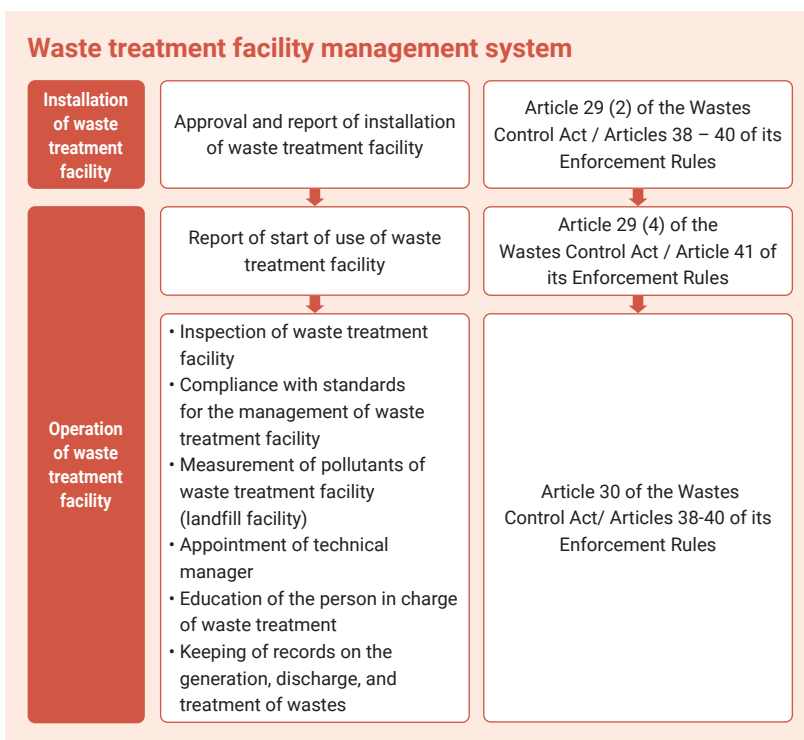 Waste treatment facility management system
Installation
of waste
treatment
facility
Approval and report of installation
of waste treatment facility
Article 29 (2) of the Wastes
Control Act / Articles 38 – 40 of its
Enforcement Rules
Operation
of waste
treatment
facility
Report of start of use of waste
treatment facility
Article 29 (4) of the
Wastes Control Act / Article 41 of
its Enforcement Rules
• Inspection of waste treatment
facility
• Compliance with standards
for the management of waste
treatment facility
• Measurement of pollutants of
waste treatment facility
(landfill facility)
• Appointment of technical
manager
• Education of the person in charge
of waste treatment
• Keeping of records on the
generation, discharge, and
treatment of wastes
Article 30 of the Wastes
Control Act/ Articles 38-40 of its
Enforcement Rules